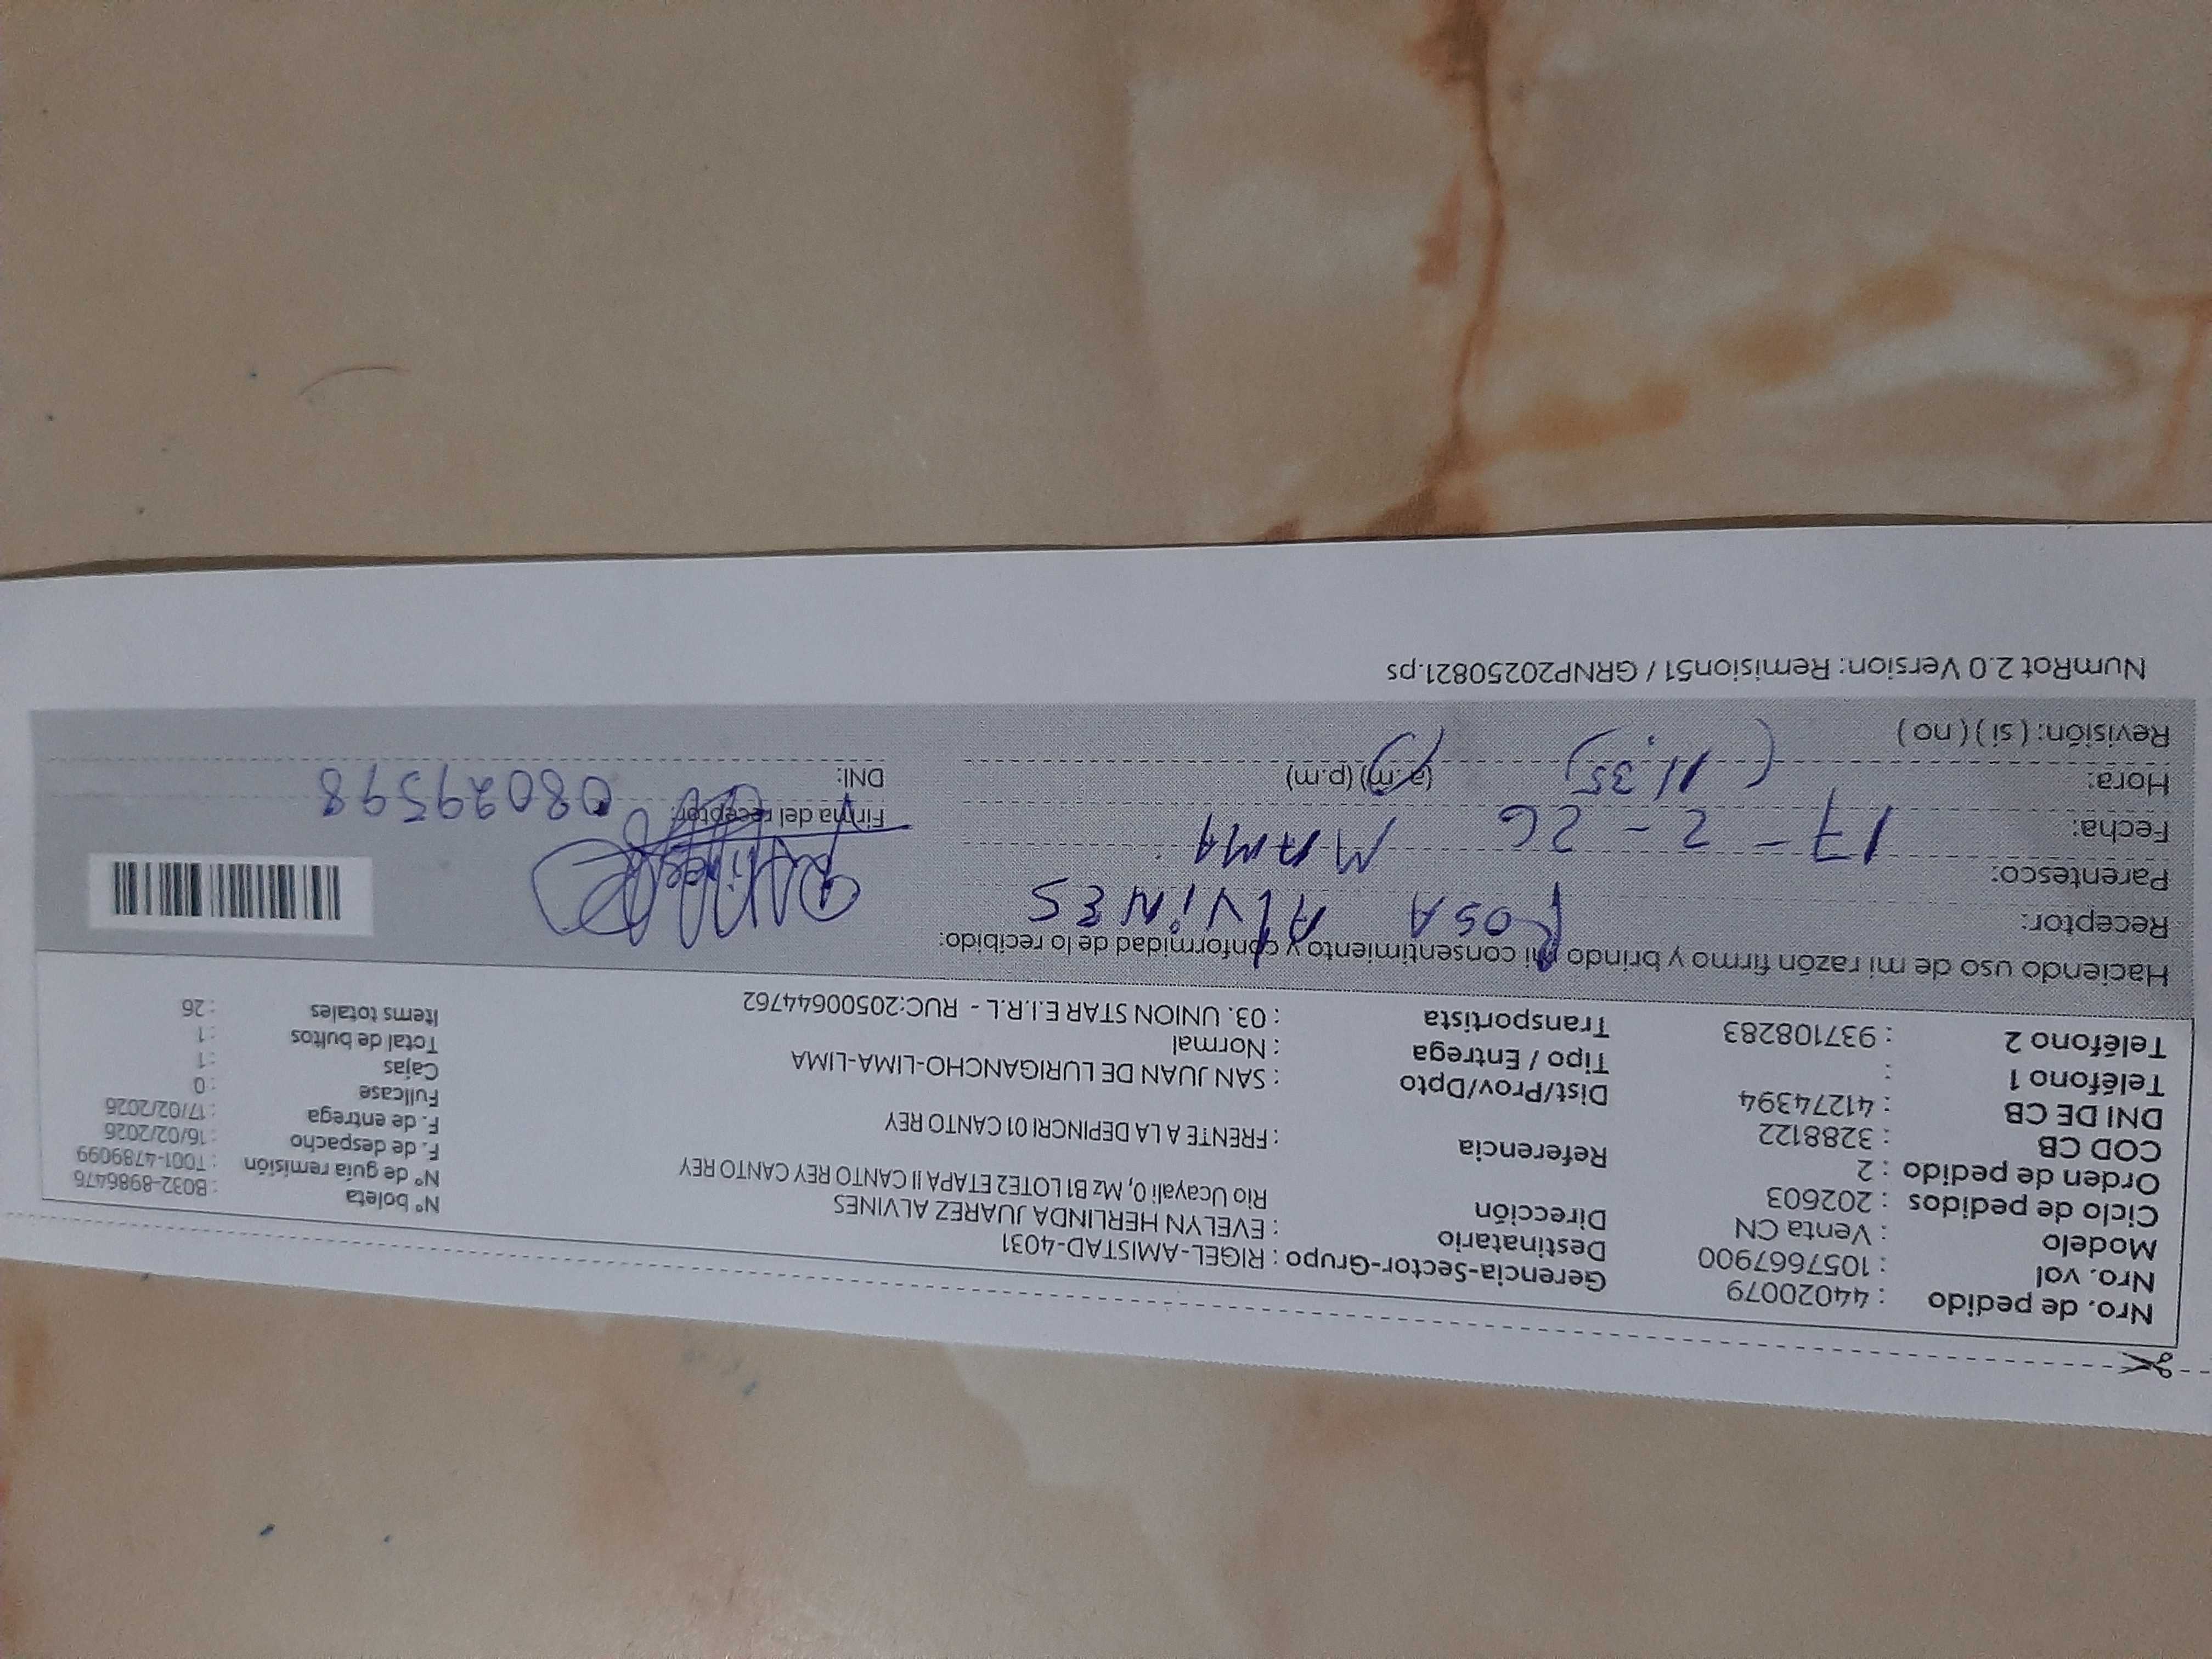 Nro. de pedido : 44020079
Nro. vol : 1057667900
Modelo : Venta CN
Ciclo de pedidos : 202603
Orden de pedido : 2
COD CB : 3288122
DNI DE CB : 41274394
Teléfono 1 :
Teléfono 2 : 937108283
Gerencia-Sector-Grupo : RIGEL-AMISTAD-4031
Destinatario : EVELYN HERLINDA JUAREZ ALVINES
Dirección Rio Ucayali 0, Mz B1 LOTE2 ETAPA II CANTO REY CANTO REY
Referencia : FRENTE A LA DEPINCRI 01 CANTO REY
Dist/Prov/Dpto : SAN JUAN DE LURIGANCHO-LIMA-LIMA
Tipo / Entrega : Normal
Transportista : 03. UNION STAR E.I.R.L - RUC:20500644762
N° boleta : B032-8986476
N° de guía remisión : T001-4789099
F. de despacho : 16/02/2026
F. de entrega : 17/02/2026
Fullcase : 0
Cajas : 1
Total de bultos : 1
Items totales : 26
Haciendo uso de mi razón firmo y brindo mi consentimiento y conformidad de lo recibido:
Receptor: ROSA AlViNES
Parentesco: MAMA
Fecha: 17 - 2 - 26
Hora: (11,35) (a.m) (p.m)
Revisión: ( si ) ( no )
Firma del receptor:
DNI: 08029598
NumRot 2.0 Version: Remision51 / GRNP20250821.ps